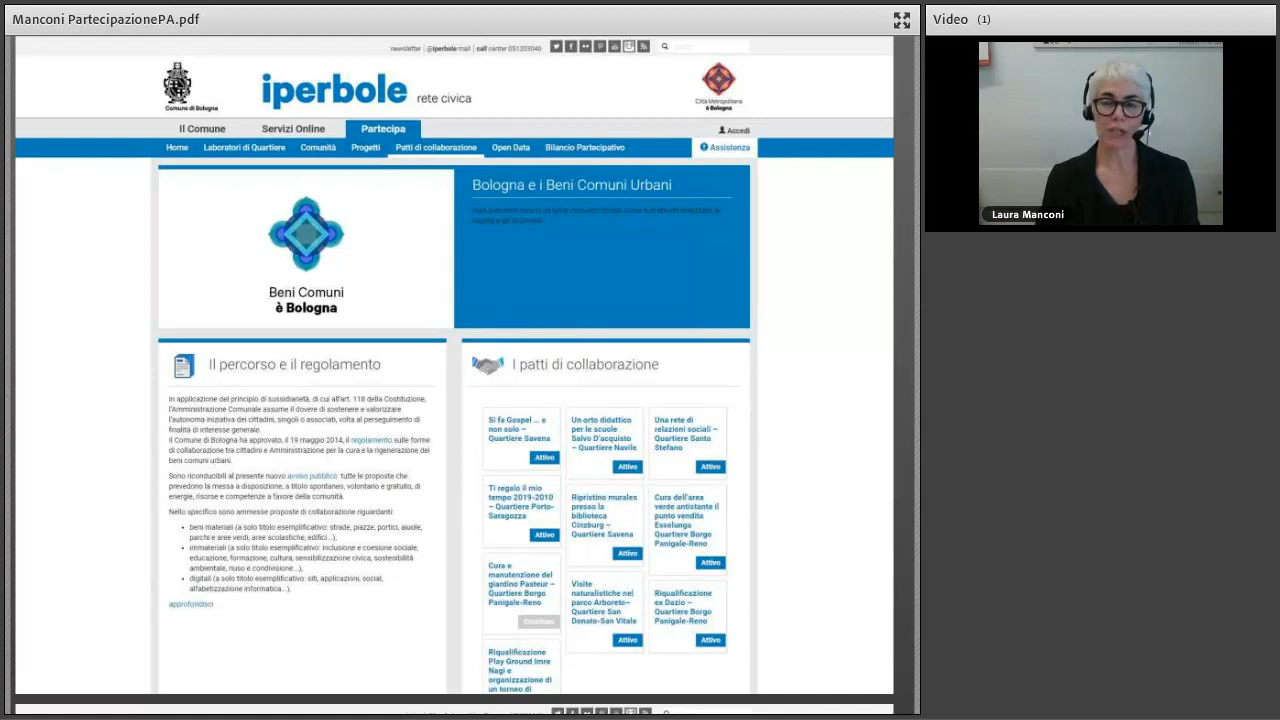 Manconi PartecipazionePA.pdf
newsletter | @iperbole mail | call center 051203040
Comune di Bologna
iperbole rete civica
Città Metropolitana
è Bologna
Il Comune Servizi Online Partecipa
Accedi
Home Laboratori di Quartiere Comunità Progetti Patti di collaborazione Open Data Bilancio Partecipativo
Assistenza
Beni Comuni
è Bologna
Bologna e i Beni Comuni Urbani
Il percorso e il regolamento
In applicazione del principio di sussidiarietà, di cui all'art. 118 della Costituzione,
l'Amministrazione Comunale assume il dovere di sostenere e valorizzare
l'autonoma iniziativa dei cittadini, singoli o associati, volta al perseguimento di
finalità di interesse generale.
Il Comune di Bologna ha approvato, il 19 maggio 2014, il regolamento sulle forme
di collaborazione tra cittadini e Amministrazione per la cura e la rigenerazione dei
beni comuni urbani.
Sono riconducibili al presente nuovo avviso pubblico tutte le proposte che
prevedono la messa a disposizione, a titolo spontaneo, volontario e gratuito, di
energie, risorse e competenze a favore della comunità.
Nello specifico sono ammesse proposte di collaborazione riguardanti:
beni materiali (a solo titolo esemplificativo: strade, piazze, portici, aiuole,
parchi e aree verdi, aree scolastiche, edifici...),
immateriali (a solo titolo esemplificativo: inclusione e coesione sociale,
educazione, formazione, cultura, sensibilizzazione civica, sostenibilità
ambientale, riuso e condivisione...),
digitali (a solo titolo esemplificativo: siti, applicazioni, social,
alfabetizzazione informatica...).
approfondisci
I patti di collaborazione
Si fa Gospel ... e
non solo –
Quartiere Savena
Attivo
Ti regalo il mio
tempo 2019-2010
– Quartiere Porto-
Saragozza
Attivo
Cura e
manutenzione del
giardino Pasteur –
Quartiere Borgo
Panigale-Reno
Concluso
Riqualificazione
Play Ground Imre
Nagi e
organizzazione di
un torneo di
Un orto didattico
per le scuole
Salvo D'acquisto
– Quartiere Navile
Attivo
Ripristino murales
presso la
biblioteca
Ginzburg –
Quartiere Savena
Attivo
Visite
naturalistiche nel
parco Arboreto–
Quartiere San
Donato-San Vitale
Attivo
Una rete di
relazioni sociali –
Quartiere Santo
Stefano
Attivo
Cura dell'area
verde antistante il
punto vendita
Esselunga
Quartiere Borgo
Panigale-Reno
Attivo
Riqualificazione
ex Dazio –
Quartiere Borgo
Panigale-Reno
Attivo
Video (1)
Laura Manconi